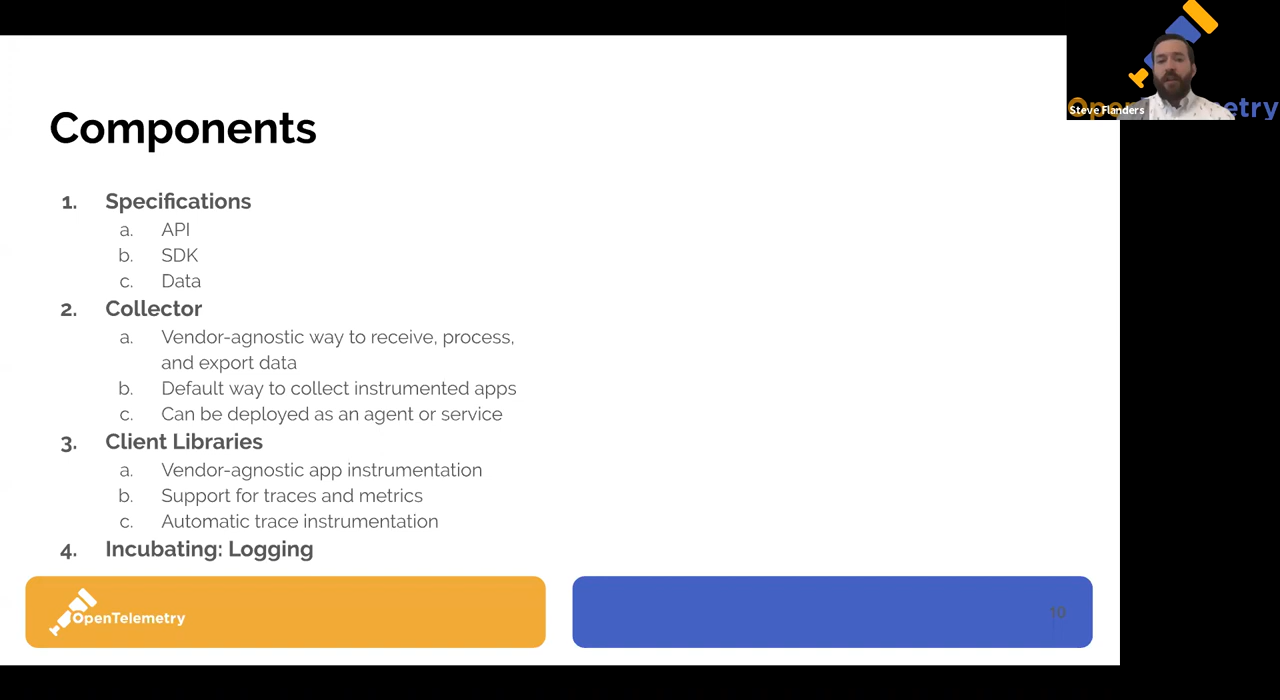 Components
1. Specifications
a. API
b. SDK
c. Data
2. Collector
a. Vendor-agnostic way to receive, process,
and export data
b. Default way to collect instrumented apps
c. Can be deployed as an agent or service
3. Client Libraries
a. Vendor-agnostic app instrumentation
b. Support for traces and metrics
c. Automatic trace instrumentation
4. Incubating: Logging
OpenTelemetry
10
Steve Flanders